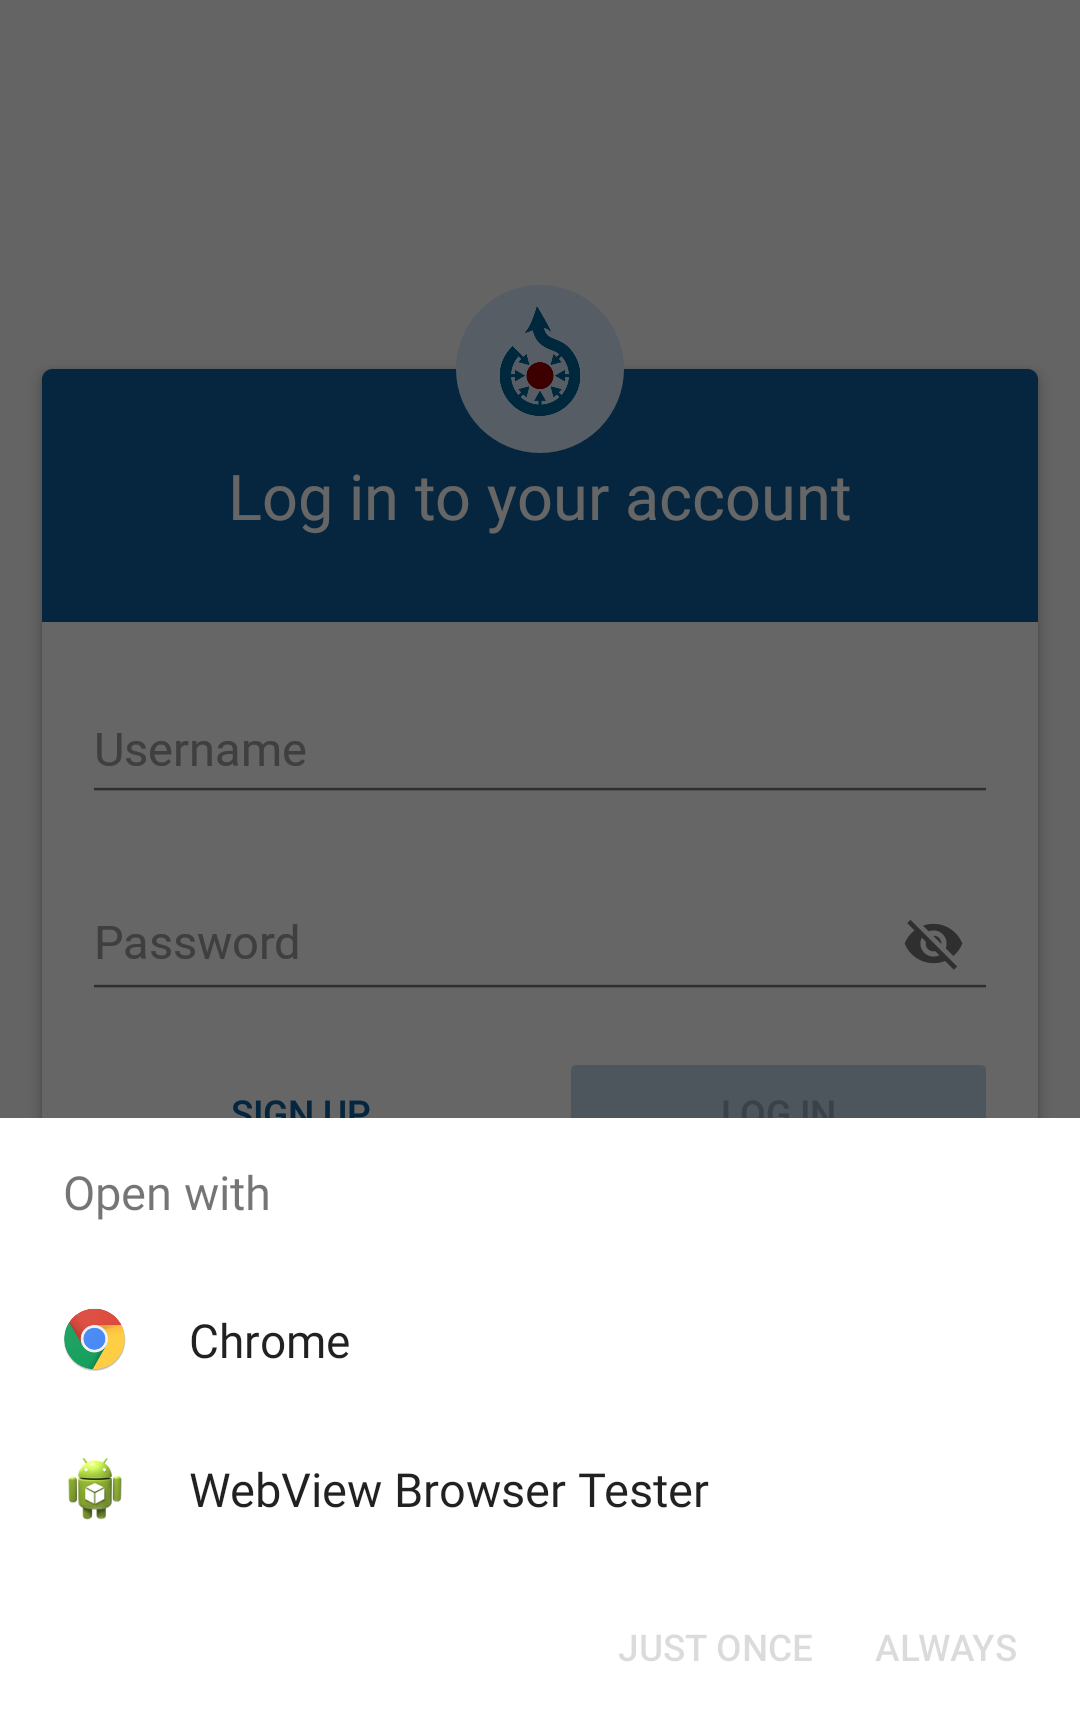 Log in to your account
Username
Password
SIGN UP
LOG IN
Open with
Chrome
WebView Browser Tester
JUST ONCE
ALWAYS